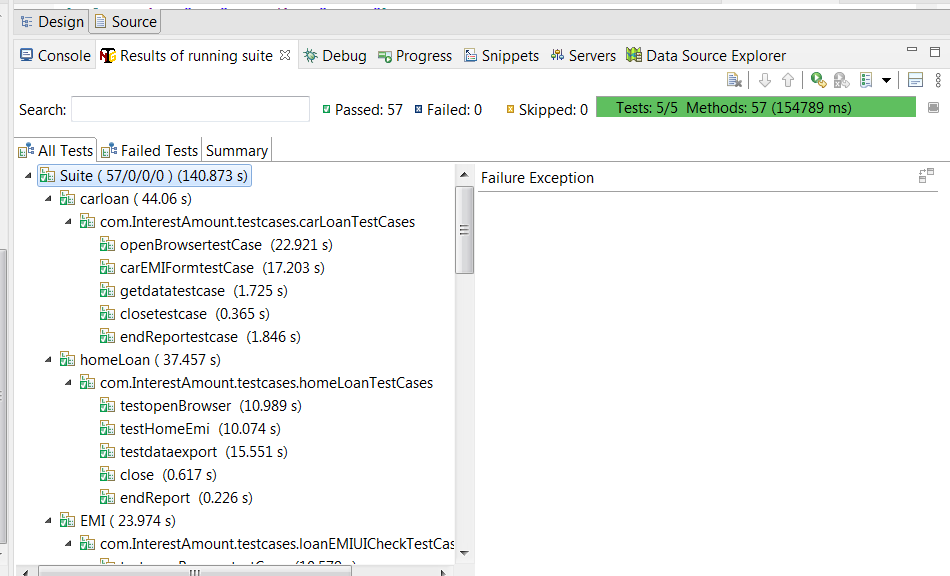 Design Source
Console Results of running suite Debug Progress Snippets Servers Data Source Explorer
Search: Passed: 57 Failed: 0 Skipped: 0 Tests: 5/5 Methods: 57 (154789 ms)
All Tests Failed Tests Summary
Suite ( 57/0/0/0 ) (140.873 s)
Failure Exception
carloan ( 44.06 s)
com.InterestAmount.testcases.carLoanTestCases
openBrowsertestCase (22.921 s)
carEMIFormtestCase (17.203 s)
getdatatestcase (1.725 s)
closetestcase (0.365 s)
endReportestcase (1.846 s)
homeLoan ( 37.457 s)
com.InterestAmount.testcases.homeLoanTestCases
testopenBrowser (10.989 s)
testHomeEmi (10.074 s)
testdataexport (15.551 s)
close (0.617 s)
endReport (0.226 s)
EMI ( 23.974 s)
com.InterestAmount.testcases.loanEMIUICheckTestCas